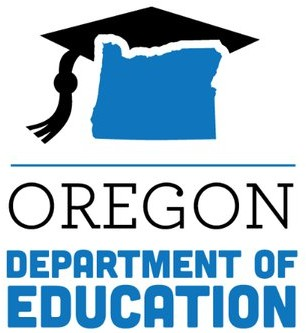 OREGON
DEPARTMENT OF
EDUCATION